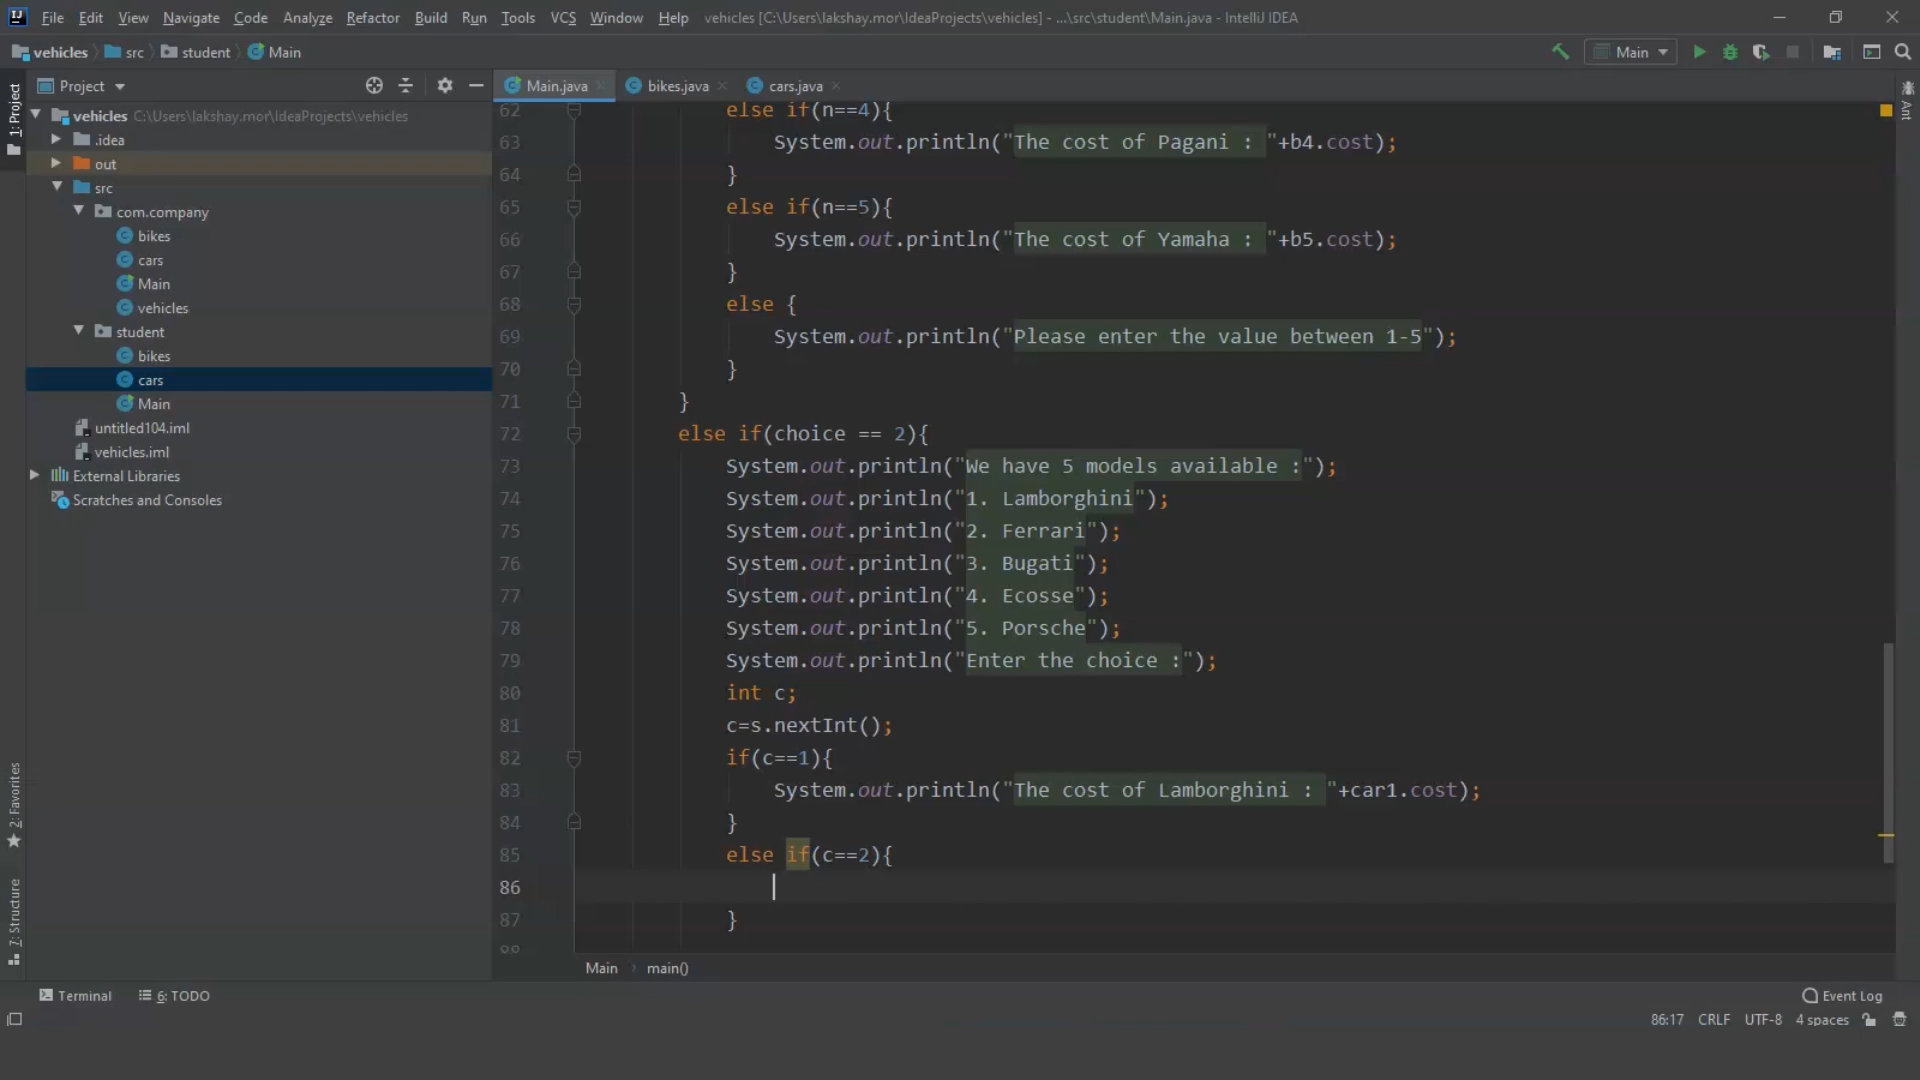 File Edit View Navigate Code Analyze Refactor Build Run Tools VCS Window Help vehicles [C:\Users\lakshay.mor\IdeaProjects\vehicles] - ...\src\student\Main.java - IntelliJ IDEA
vehicles src student Main
Main
1: Project
Project
Main.java bikes.java cars.java
Ant
vehicles C:\Users\lakshay.mor\IdeaProjects\vehicles
.idea
out
src
com.company
bikes
cars
Main
vehicles
student
bikes
cars
Main
untitled104.iml
vehicles.iml
External Libraries
Scratches and Consoles
2: Favorites
7: Structure
62 else if(n==4){
63 System.out.println("The cost of Pagani : "+b4.cost);
64 }
65 else if(n==5){
66 System.out.println("The cost of Yamaha : "+b5.cost);
67 }
68 else {
69 System.out.println("Please enter the value between 1-5");
70 }
71 }
72 else if(choice == 2){
73 System.out.println("We have 5 models available :");
74 System.out.println("1. Lamborghini");
75 System.out.println("2. Ferrari");
76 System.out.println("3. Bugati");
77 System.out.println("4. Ecosse");
78 System.out.println("5. Porsche");
79 System.out.println("Enter the choice :");
80 int c;
81 c=s.nextInt();
82 if(c==1){
83 System.out.println("The cost of Lamborghini : "+car1.cost);
84 }
85 else if(c==2){
86
87 }
88
Main main()
Terminal 6: TODO Event Log
86:17 CRLF UTF-8 4 spaces